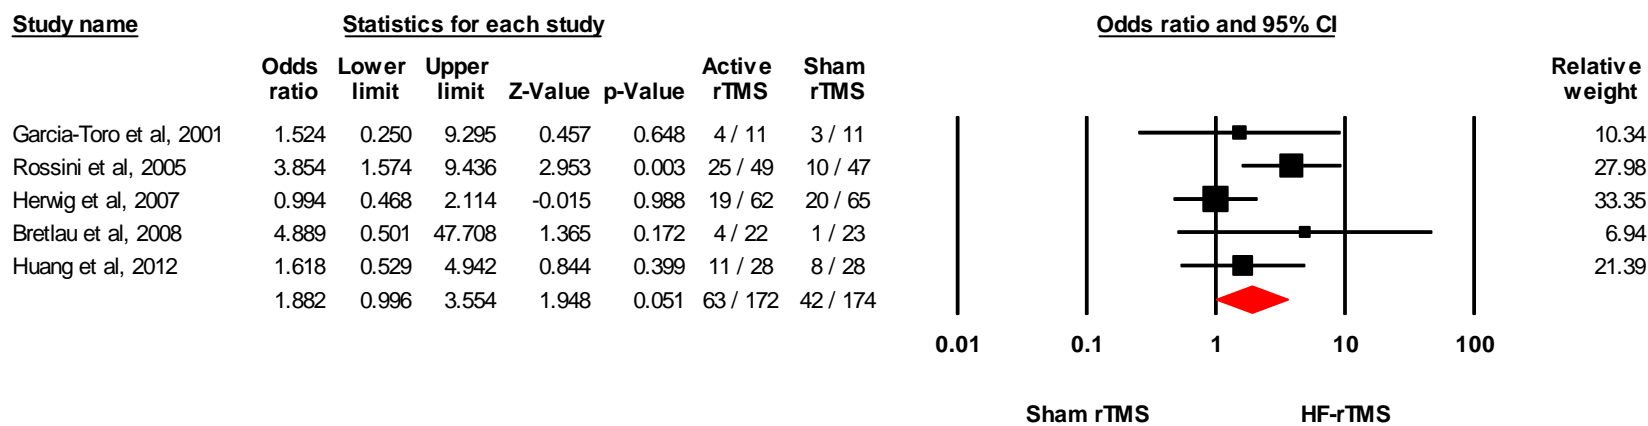 Study name Statistics for each study Odds ratio and 95% CI
Odds Lower Upper Active Sham Relative
ratio limit limit Z-Value p-Value rTMS rTMS weight
Garcia-Toro et al, 2001 1.524 0.250 9.295 0.457 0.648 4 / 11 3 / 11 10.34
Rossini et al, 2005 3.854 1.574 9.436 2.953 0.003 25 / 49 10 / 47 27.98
Herwig et al, 2007 0.994 0.468 2.114 -0.015 0.988 19 / 62 20 / 65 33.35
Bretlau et al, 2008 4.889 0.501 47.708 1.365 0.172 4 / 22 1 / 23 6.94
Huang et al, 2012 1.618 0.529 4.942 0.844 0.399 11 / 28 8 / 28 21.39
1.882 0.996 3.554 1.948 0.051 63 / 172 42 / 174
0.01 0.1 1 10 100
Sham rTMS HF-rTMS